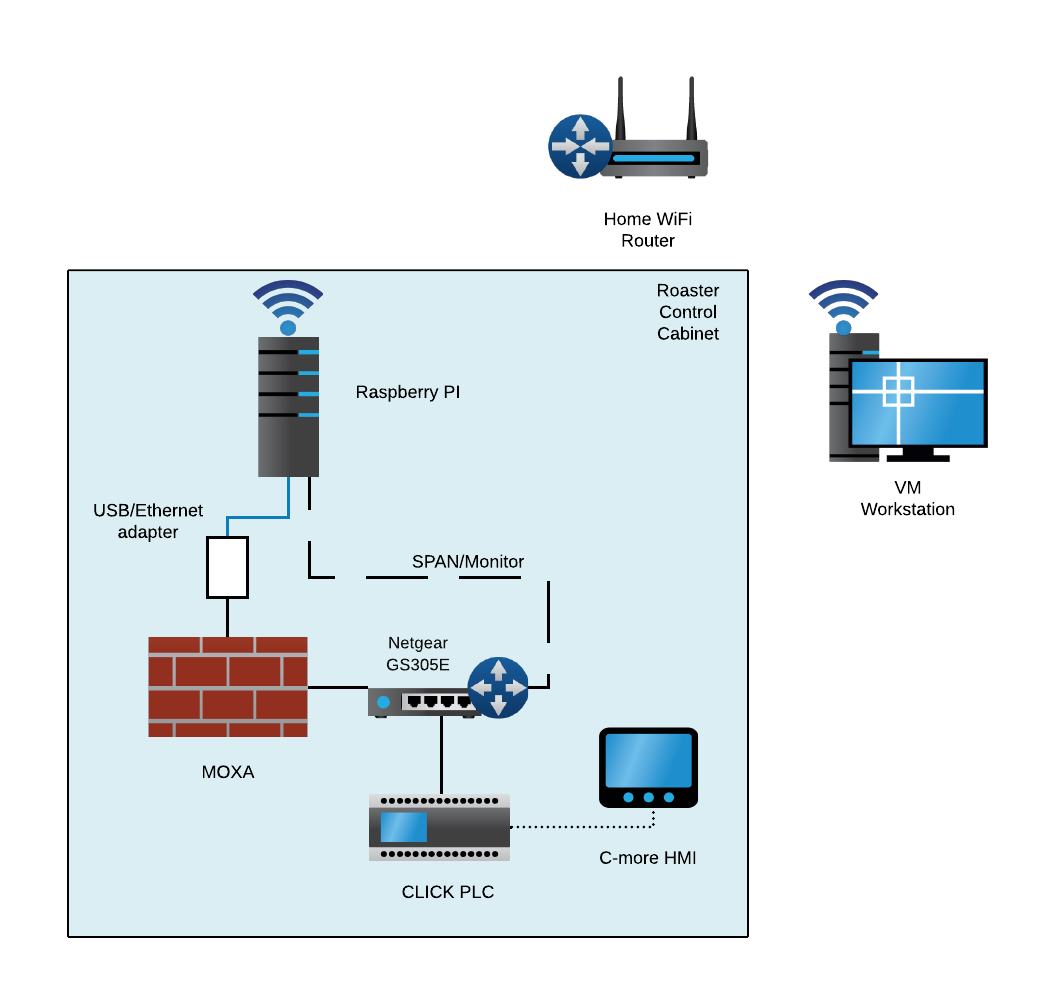 Home WiFi
Router
Roaster
Control
Cabinet
Raspberry PI
VM
Workstation
USB/Ethernet
adapter
SPAN/Monitor
Netgear
GS305E
MOXA
C-more HMI
CLICK PLC